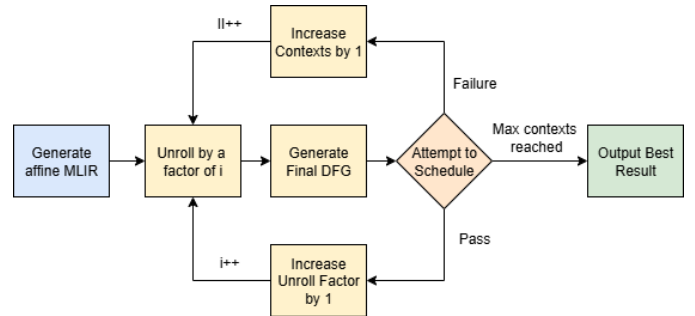 II++
Increase
Contexts by 1
Failure
Generate
affine MLIR
Unroll by a
factor of i
Generate
Final DFG
Attempt to
Schedule
Max contexts
reached
Output Best
Result
i++
Increase
Unroll Factor
by 1
Pass